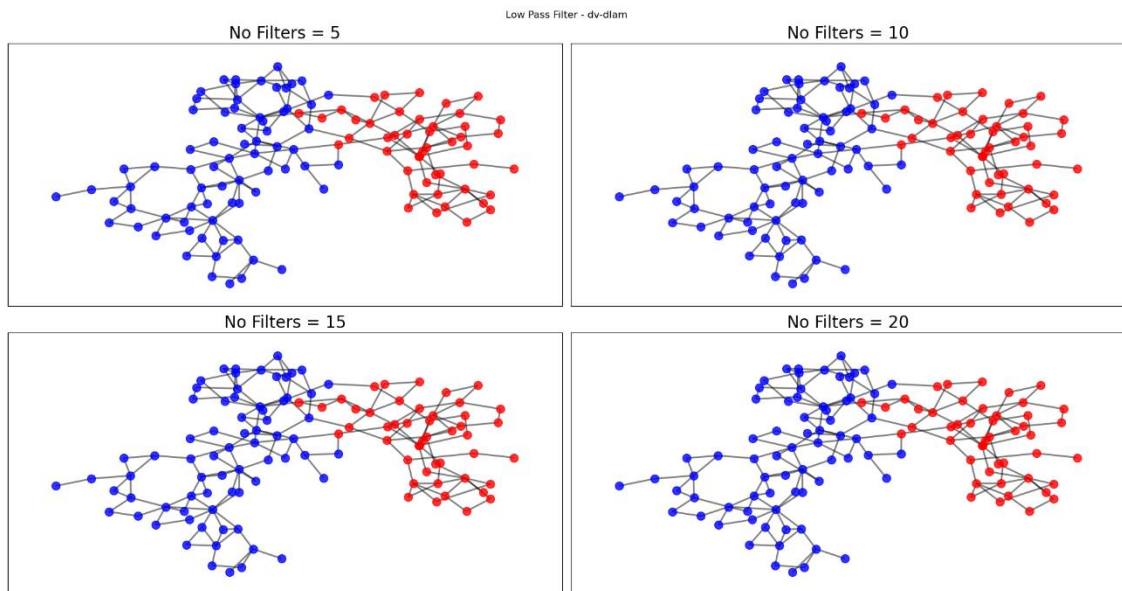 Low Pass Filter - dv-dlam
No Filters = 5
No Filters = 10
No Filters = 15
No Filters = 20